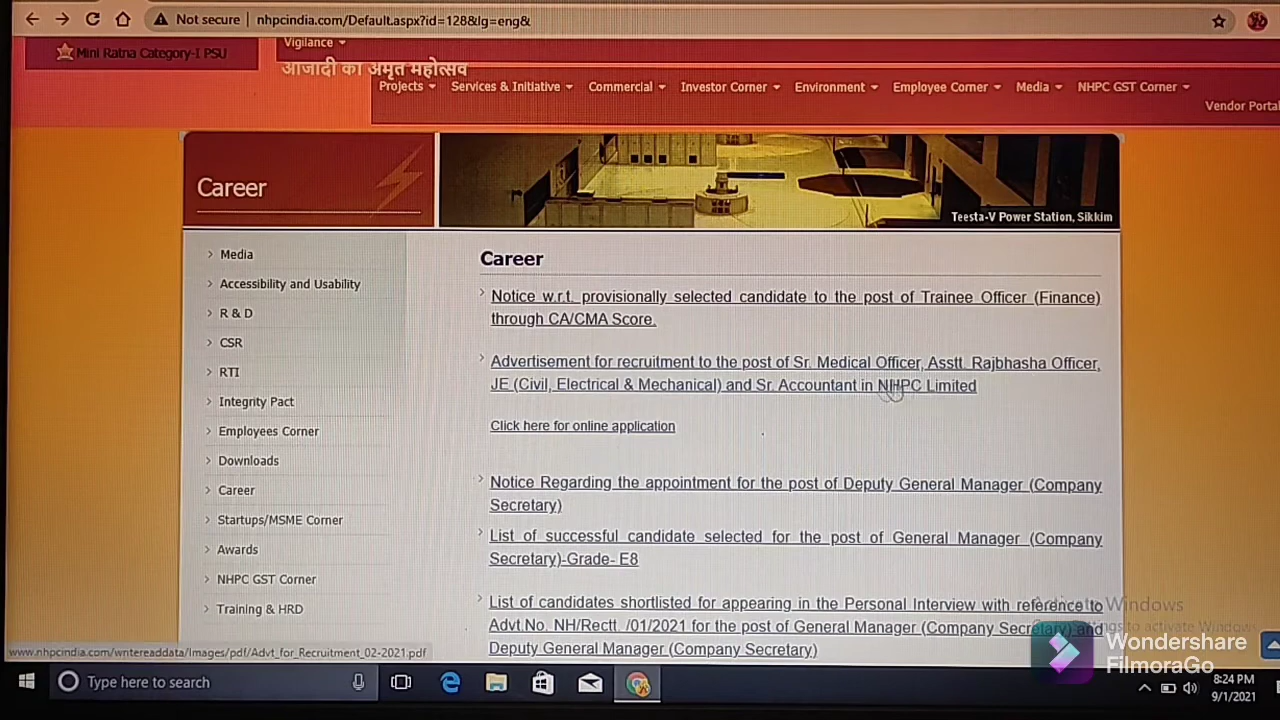 Not secure | nhpcindia.com/Default.aspx?id=128&lg=eng&
Mini Ratna Category-I PSU
Vigilance
आजादी का अमृत महोत्सव
Projects Services & Initiative Commercial Investor Corner Environment Employee Corner Media NHPC GST Corner
Vendor Portal
Career
Teesta-V Power Station, Sikkim
Media
Accessibility and Usability
R & D
CSR
RTI
Integrity Pact
Employees Corner
Downloads
Career
Startups/MSME Corner
Awards
NHPC GST Corner
Training & HRD
Career
Notice w.r.t. provisionally selected candidate to the post of Trainee Officer (Finance)
through CA/CMA Score.
Advertisement for recruitment to the post of Sr. Medical Officer, Asstt. Rajbhasha Officer,
JE (Civil, Electrical & Mechanical) and Sr. Accountant in NHPC Limited
Click here for online application
Notice Regarding the appointment for the post of Deputy General Manager (Company
Secretary)
List of successful candidate selected for the post of General Manager (Company
Secretary)-Grade- E8
List of candidates shortlisted for appearing in the Personal Interview with reference to
Advt.No. NH/Rectt. /01/2021 for the post of General Manager (Company Secretary) and
Deputy General Manager (Company Secretary)
Activate Windows
Settings to activate Windows.
Wondershare
FilmoraGo
www.nhpcindia.com/writereaddata/Images/pdf/Advt_for_Recruitment_02-2021.pdf
Type here to search
8:24 PM
9/1/2021